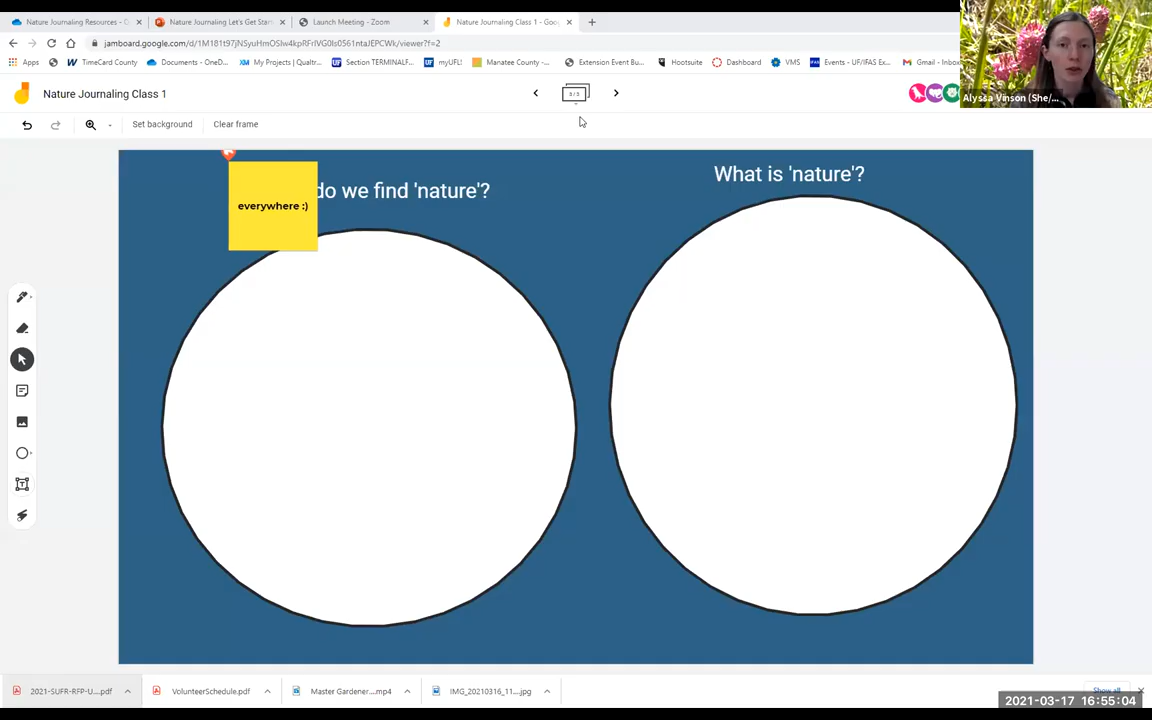 Nature Journaling Resources - O
Nature Journaling Let's Get Start
Launch Meeting - Zoom
Nature Journaling Class 1 - Goog
jamboard.google.com/d/1M181t97jNSyuHmOSIw4kpRFrIVG0Is0561ntaJEPCWk/viewer?f=2
Apps
TimeCard County
Documents - OneD...
My Projects | Qualtr...
Section TERMINALF...
myUFL!
Manatee County -...
Extension Event Bu...
Hootsuite
Dashboard
VMS
Events - UF/IFAS Ex...
Gmail - Inbox
Alyssa Vinson (She/...
Nature Journaling Class 1
Set background
Clear frame
do we find 'nature'?
What is 'nature'?
everywhere :)
2021-SUFR-RFP-U....pdf
VolunteerSchedule.pdf
Master Gardener....mp4
IMG_20210316_11....jpg
Show all
2021-03-17 16:55:04